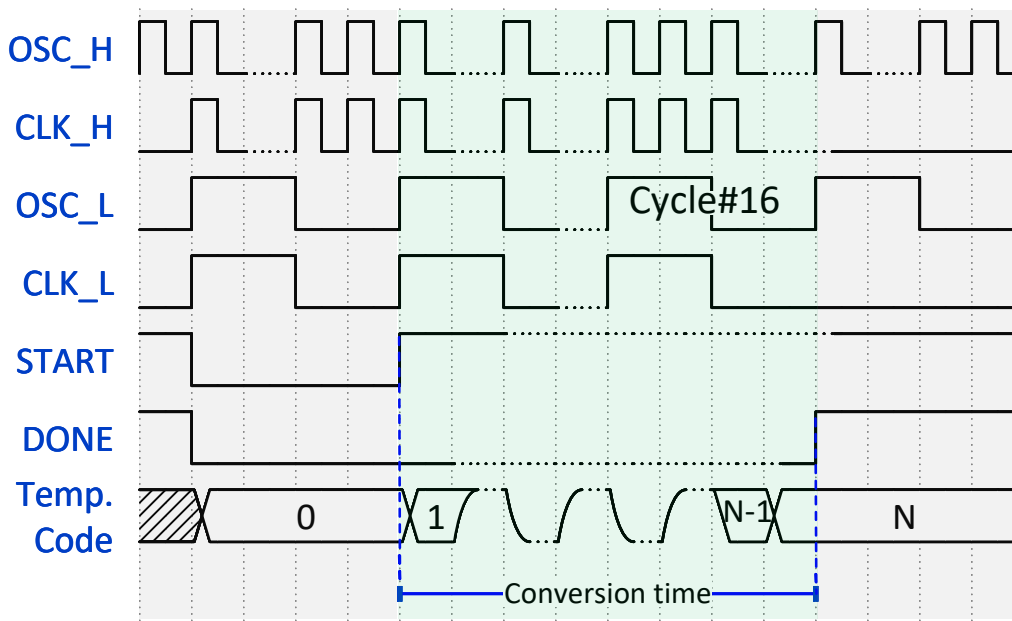 OSC_H
CLK_H
OSC_L
Cycle#16
CLK_L
START
DONE
Temp.
Code
0
1
N-1
N
Conversion time